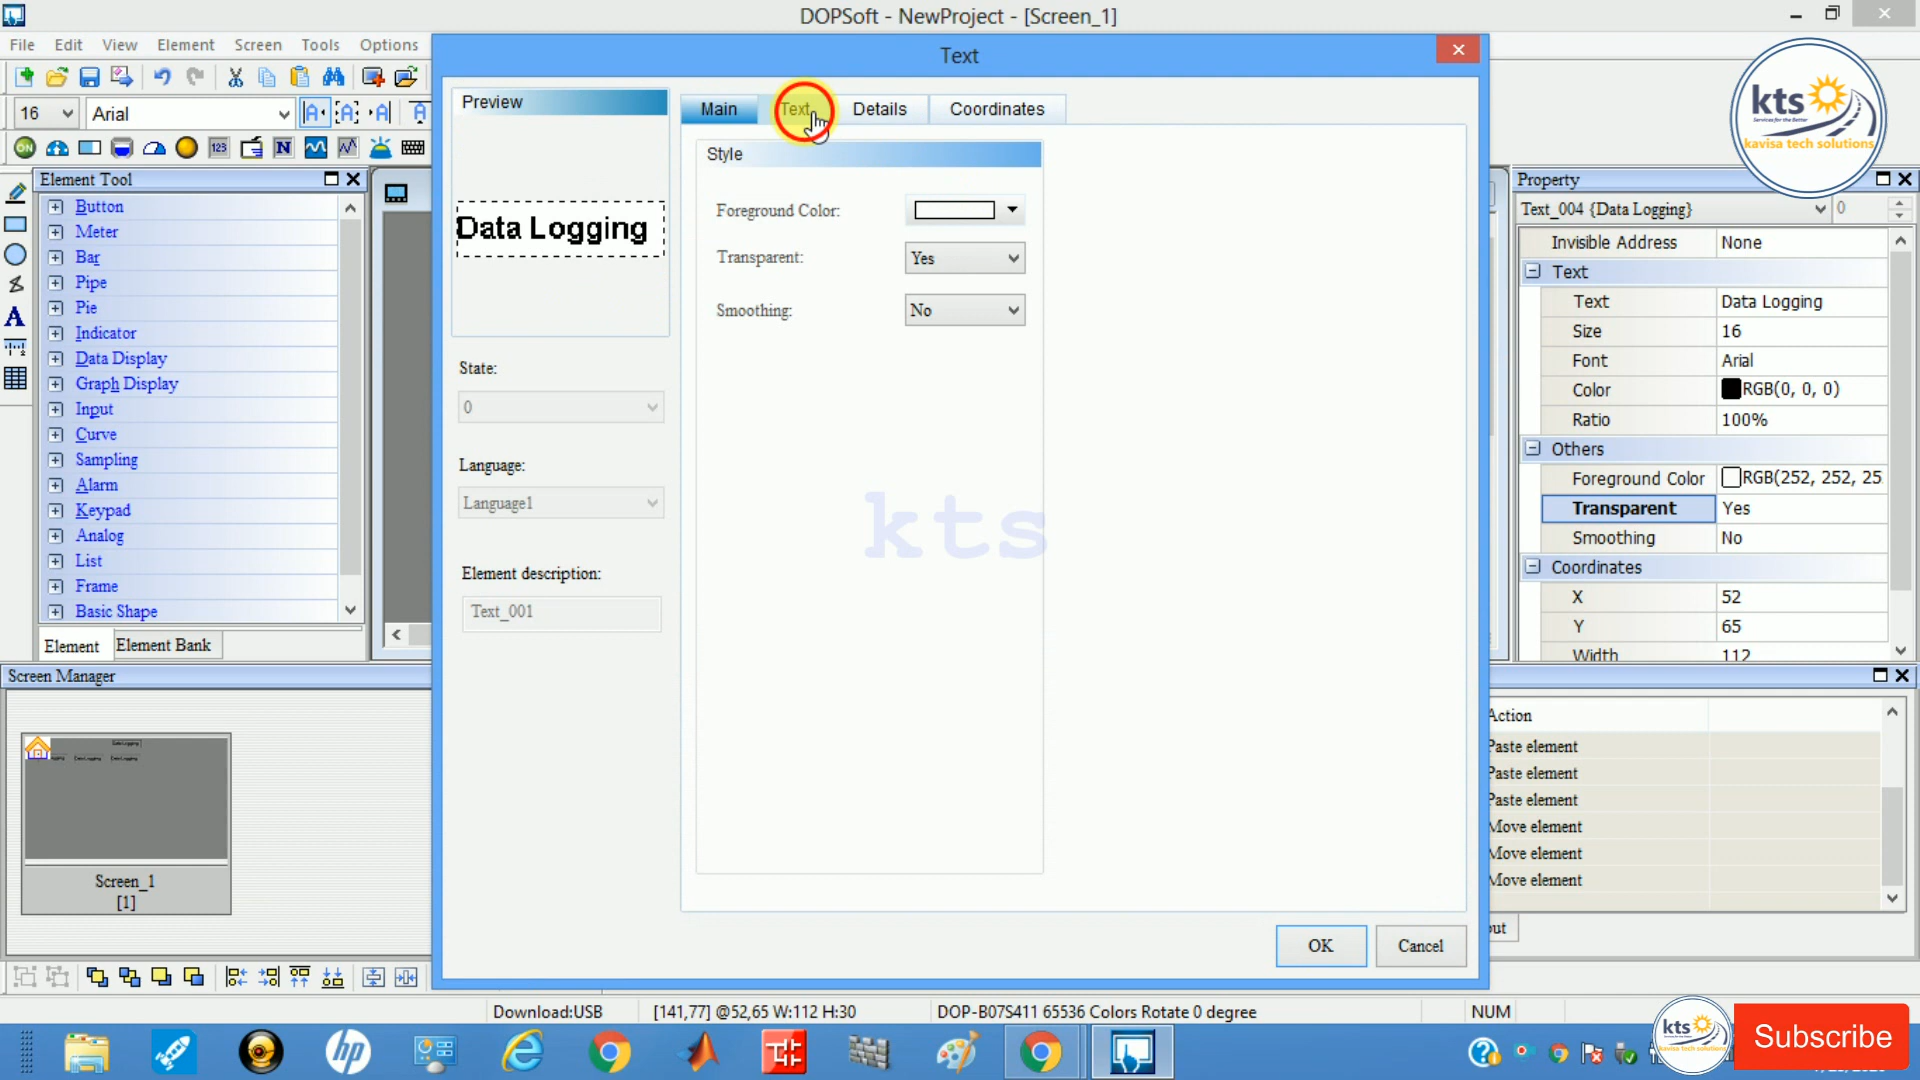 DOPSoft - NewProject - [Screen_1]
File Edit View Element Screen Tools Options
16 Arial
Element Tool
Button
Meter
Bar
Pipe
Pie
Indicator
Data Display
Graph Display
Input
Curve
Sampling
Alarm
Keypad
Analog
List
Frame
Basic Shape
Element
Element Bank
Screen Manager
Screen_1
[1]
Text
Preview
Data Logging
State:
0
Language:
Language1
Element description:
Text_001
Main Text Details Coordinates
Style
Foreground Color:
Transparent: Yes
Smoothing: No
kts
OK Cancel
kts
Services for the Better
kavisa tech solutions
Property
Text_004 {Data Logging} 0
Invisible Address None
Text
Text Data Logging
Size 16
Font Arial
Color RGB(0, 0, 0)
Ratio 100%
Others
Foreground Color RGB(252, 252, 25
Transparent Yes
Smoothing No
Coordinates
X 52
Y 65
Width 112
Action
Paste element
Paste element
Paste element
Move element
Move element
Move element
Download:USB [141,77] @52,65 W:112 H:30 DOP-B07S411 65536 Colors Rotate 0 degree NUM
kts
Subscribe